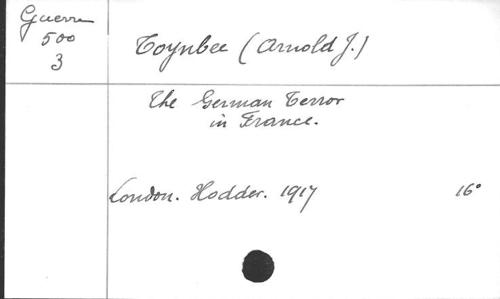 Guerre
500
3
Toynbee (Arnold J.)
The German Terror
in France.
London. Hodder. 1917 16°